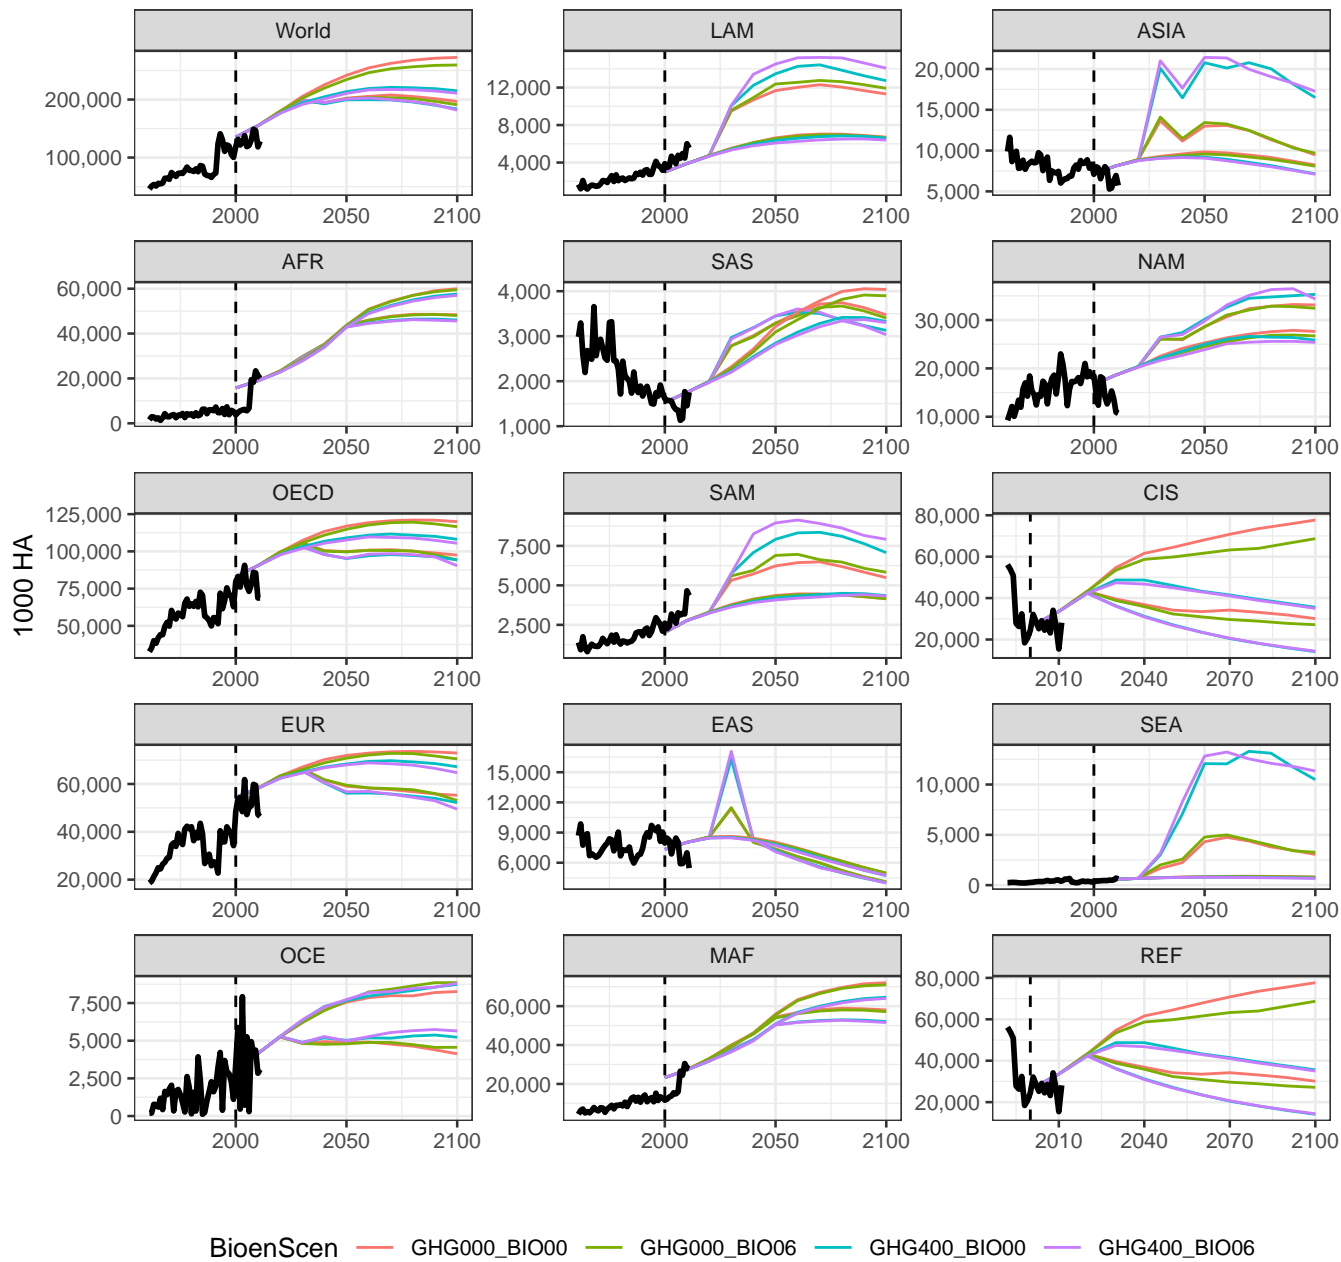 World
LAM
ASIA
200,000
100,000
2000 2050 2100
12,000
8,000
4,000
2000 2050 2100
20,000
15,000
10,000
5,000
2000 2050 2100
AFR
SAS
NAM
60,000
40,000
20,000
0
2000 2050 2100
4,000
3,000
2,000
1,000
2000 2050 2100
30,000
20,000
10,000
2000 2050 2100
OECD
SAM
CIS
125,000
100,000
75,000
50,000
2000 2050 2100
7,500
5,000
2,500
2000 2050 2100
80,000
60,000
40,000
20,000
2010 2040 2070 2100
1000 HA
EUR
EAS
SEA
60,000
40,000
20,000
2000 2050 2100
15,000
12,000
9,000
6,000
2000 2050 2100
10,000
5,000
0
2000 2050 2100
OCE
MAF
REF
7,500
5,000
2,500
0
2000 2050 2100
60,000
40,000
20,000
2000 2050 2100
80,000
60,000
40,000
20,000
2010 2040 2070 2100
BioenScen GHG000_BIO00 GHG000_BIO06 GHG400_BIO00 GHG400_BIO06